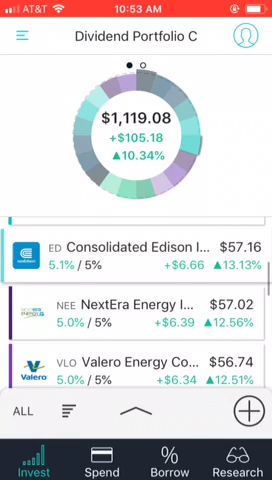 AT&T 10:53 AM
Dividend Portfolio C
$1,119.08
+$105.18
▲10.34%
conEdison
ED Consolidated Edison I... $57.16
5.1% / 5% +$6.66 ▲13.13%
NEE NextEra Energy I... $57.02
5.0% / 5% +$6.39 ▲12.56%
Valero
VLO Valero Energy Co... $56.74
5.0% / 5% +$6.34 ▲12.51%
ALL
Invest Spend Borrow Research